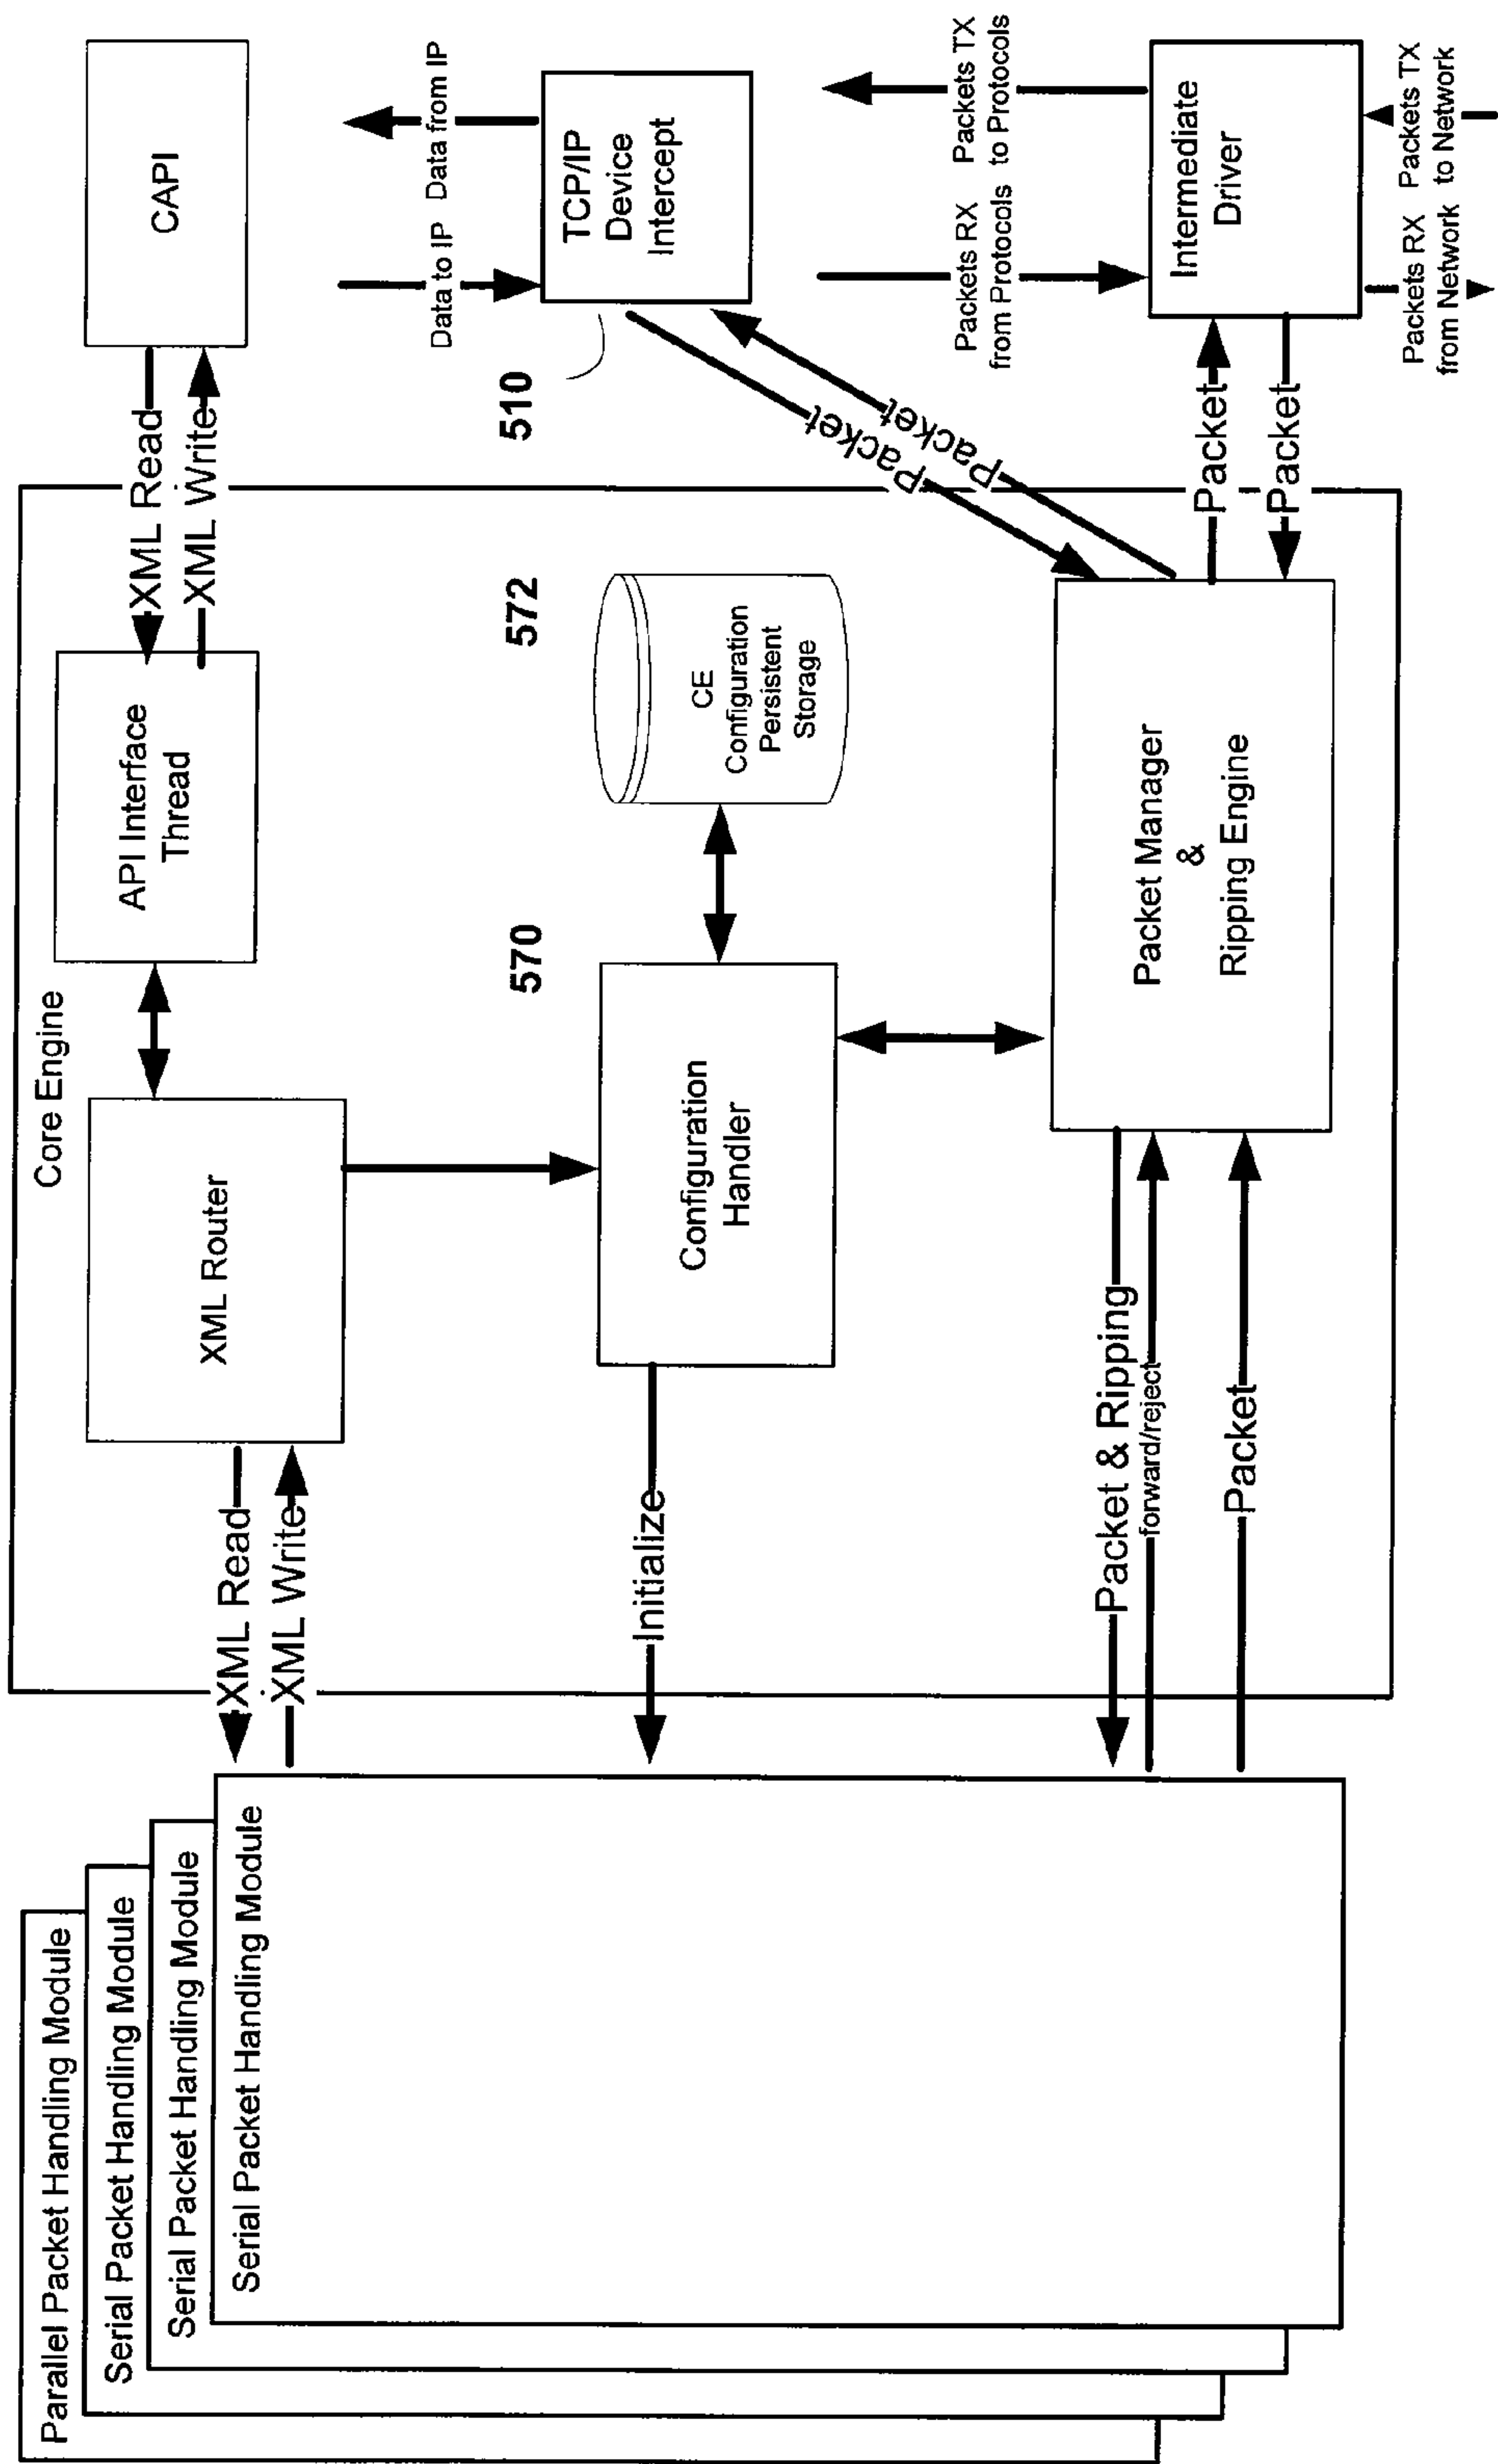 Parallel Packet Handling Module
Serial Packet Handling Module
Serial Packet Handling Module
Serial Packet Handling Module
XML Read
XML Write
Initialize
Packet & Ripping
forward/reject
Packet
Core Engine
XML Router
API Interface
Thread
570
Configuration
Handler
572
CE
Configuration
Persistent
Storage
Packet Manager
&
Ripping Engine
XML Read
XML Write
Packet
Packet
Packet
Packet
CAPI
Data to IP
Data from IP
510
TCP/IP
Device
Intercept
Packets RX
from Protocols
Packets TX
to Protocols
Intermediate
Driver
Packets RX
from Network
Packets TX
to Network